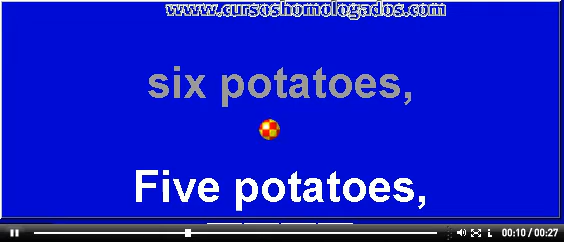 www.cursoshomologados.com
six potatoes,
Five potatoes,
00:10 / 00:27